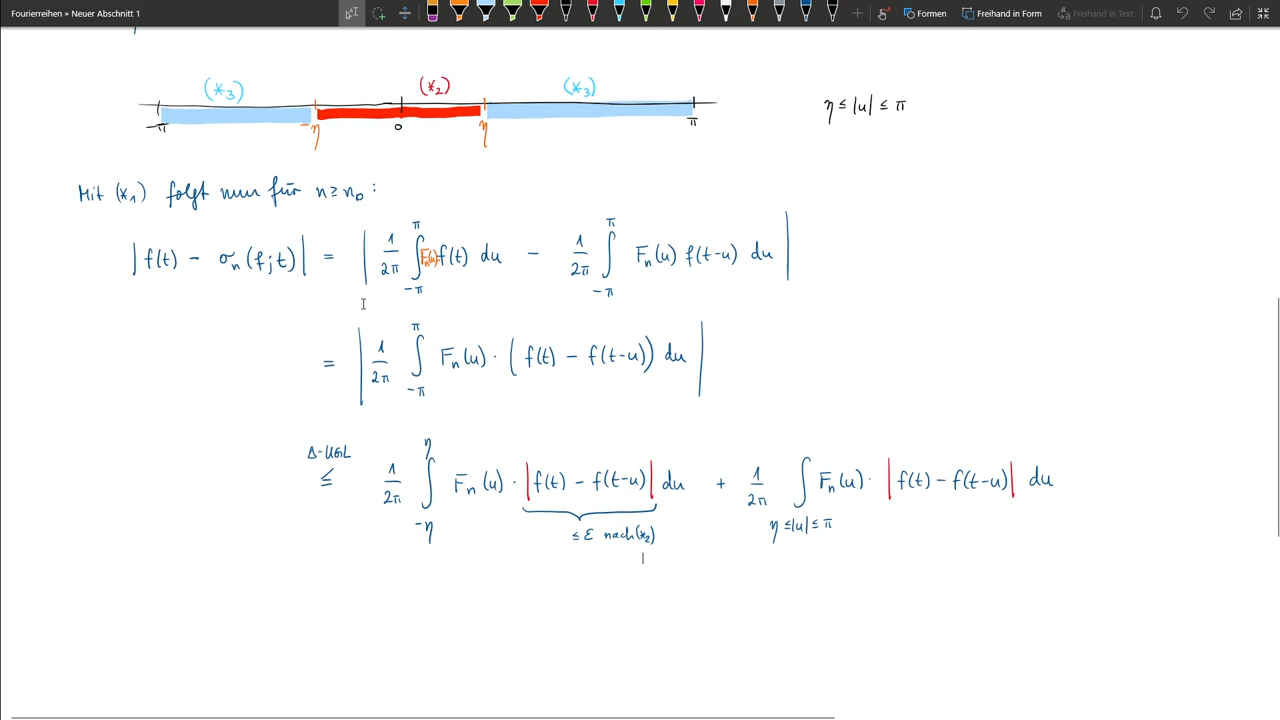 Fourierreihen » Neuer Abschnitt 1
Formen
Freihand in Form
Freihand in Text
(*₃) (*₂) (*₃)
-π -η 0 η π
η ≤ |u| ≤ π
Mit (*₁) folgt nun für n ≥ n₀ :
|f(t) - σₙ(f;t)| = | 1/2π ∫_{-π}^{π} Fₙ(u) f(t) du - 1/2π ∫_{-π}^{π} Fₙ(u) f(t-u) du |
= | 1/2π ∫_{-π}^{π} Fₙ(u) · (f(t) - f(t-u)) du |
Δ-UGL
≤ 1/2π ∫_{-η}^{η} Fₙ(u) · |f(t) - f(t-u)| du + 1/2π ∫_{η ≤ |u| ≤ π} Fₙ(u) · |f(t) - f(t-u)| du
≤ ε nach (*₂)